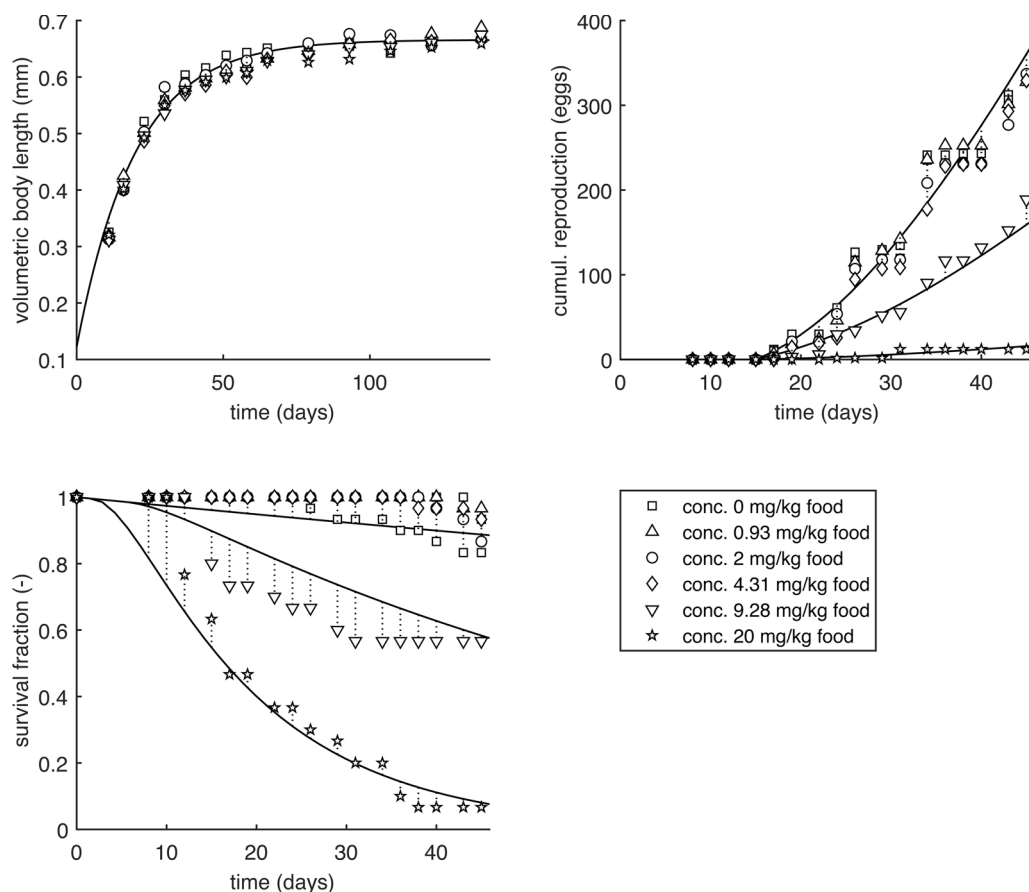 0.7
0.6
0.5
0.4
0.3
0.2
0.1
volumetric body length (mm)
0 50 100
time (days)
400
300
200
100
0
cumul. reproduction (eggs)
0 10 20 30 40
time (days)
1
0.8
0.6
0.4
0.2
0
survival fraction (-)
0 10 20 30 40
time (days)
conc. 0 mg/kg food
conc. 0.93 mg/kg food
conc. 2 mg/kg food
conc. 4.31 mg/kg food
conc. 9.28 mg/kg food
conc. 20 mg/kg food